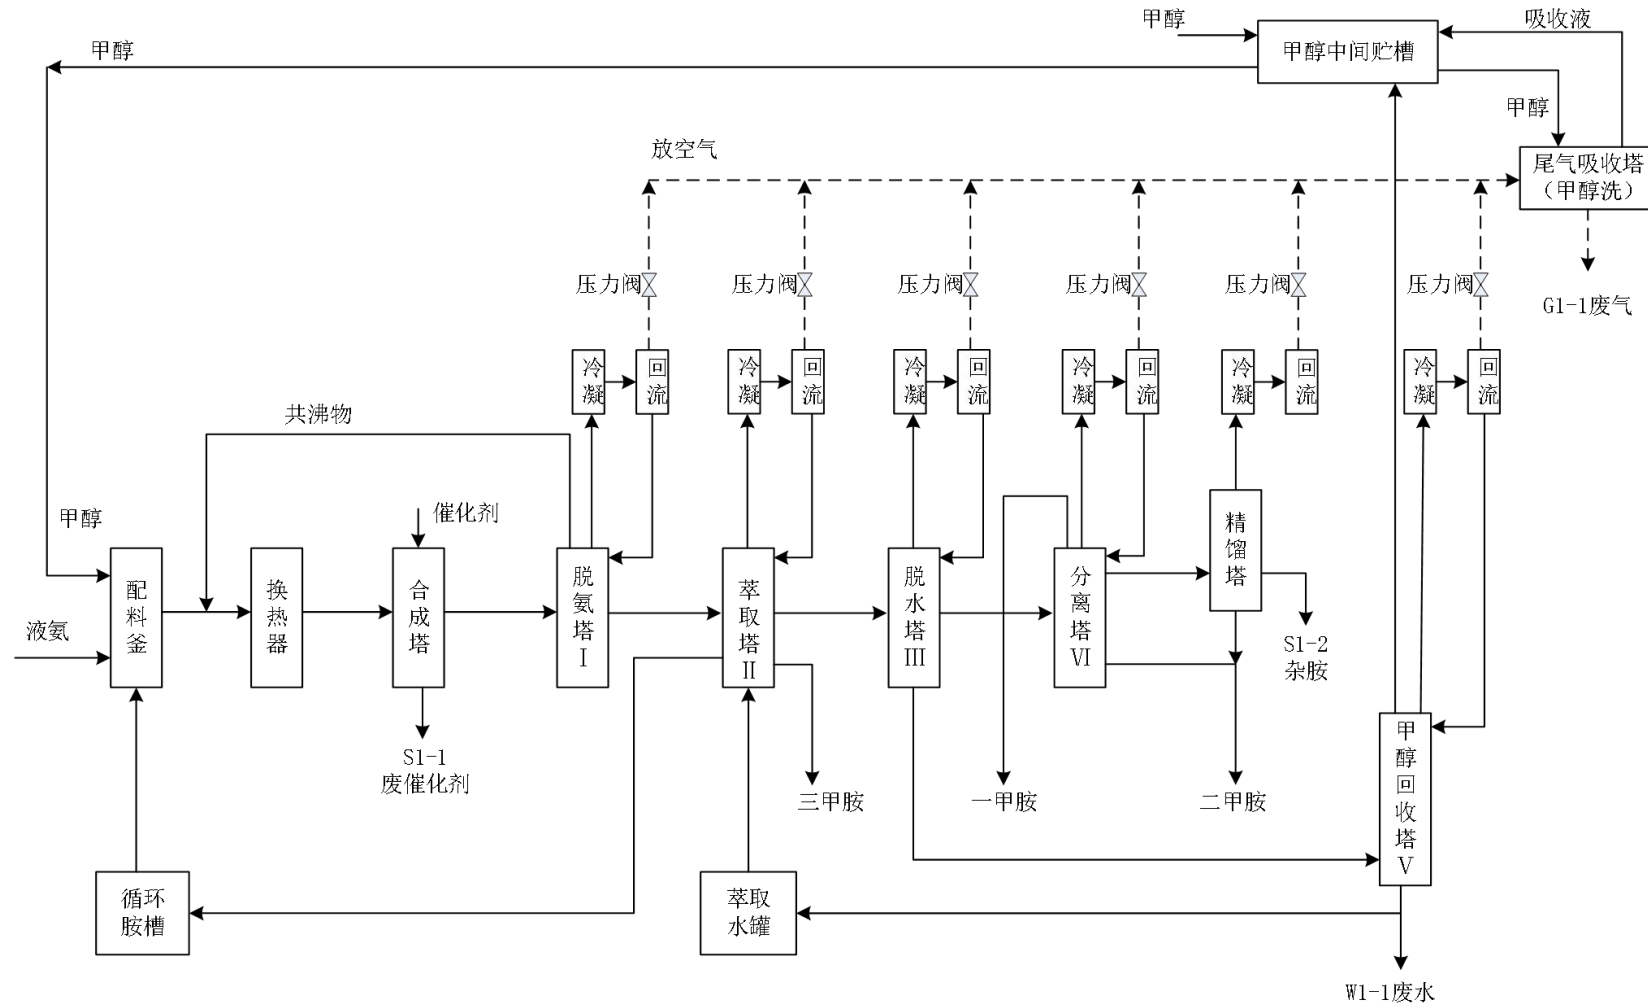 甲醇
吸收液
甲醇
甲醇中间贮槽
甲醇
放空气
尾气吸收塔
（甲醇洗）
压力阀
压力阀
压力阀
压力阀
压力阀
压力阀
G1-1废气
冷凝
回流
冷凝
回流
冷凝
回流
冷凝
回流
冷凝
回流
冷凝
回流
共沸物
甲醇
催化剂
精馏塔
配料釜
换热器
合成塔
脱氨塔Ⅰ
萃取塔Ⅱ
脱水塔Ⅲ
分离塔Ⅵ
液氨
S1-2
杂胺
S1-1
废催化剂
三甲胺
一甲胺
二甲胺
甲醇回收塔Ⅴ
循环
胺槽
萃取
水罐
W1-1废水